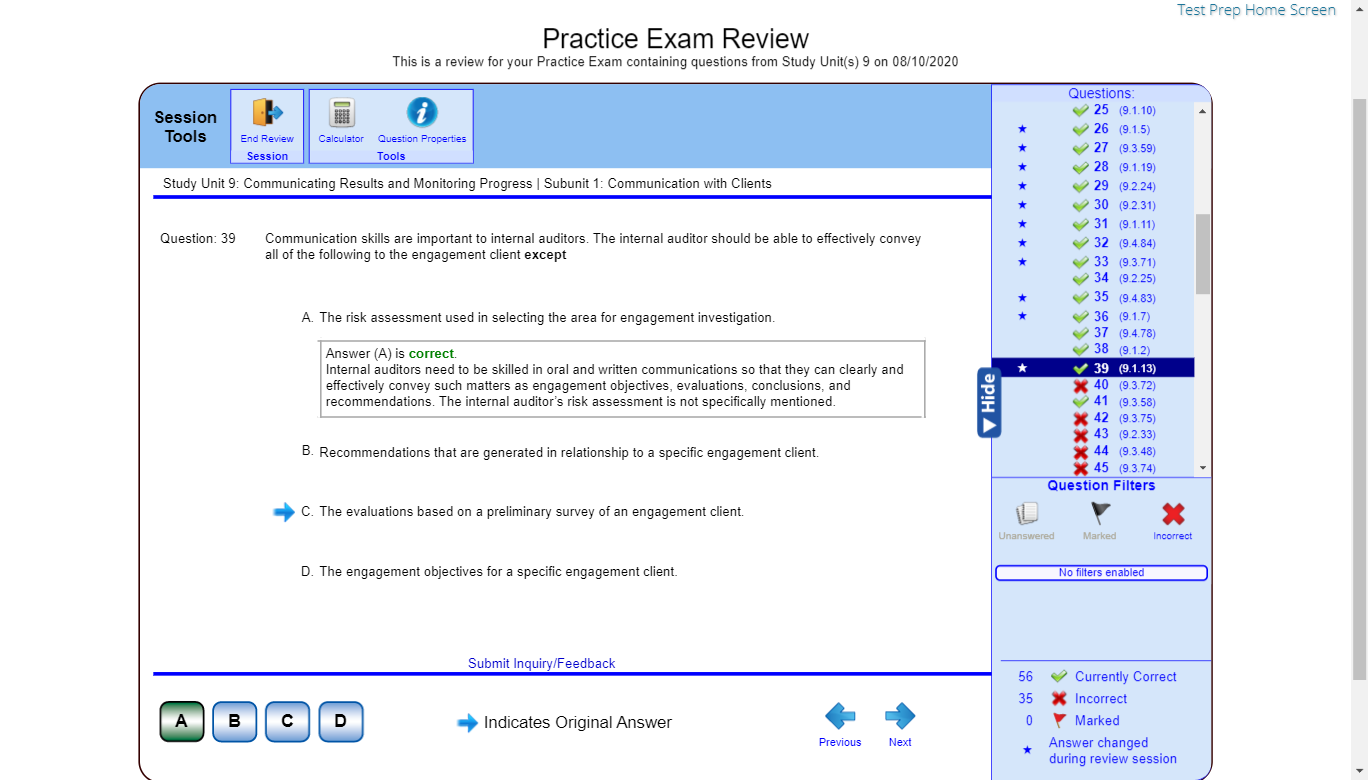 Test Prep Home Screen
Practice Exam Review
This is a review for your Practice Exam containing questions from Study Unit(s) 9 on 08/10/2020
Session Tools
End Review
Session
Calculator
Question Properties
Tools
Study Unit 9: Communicating Results and Monitoring Progress | Subunit 1: Communication with Clients
Question: 39
Communication skills are important to internal auditors. The internal auditor should be able to effectively convey
all of the following to the engagement client except
A. The risk assessment used in selecting the area for engagement investigation.
Answer (A) is correct.
Internal auditors need to be skilled in oral and written communications so that they can clearly and
effectively convey such matters as engagement objectives, evaluations, conclusions, and
recommendations. The internal auditor's risk assessment is not specifically mentioned.
B. Recommendations that are generated in relationship to a specific engagement client.
C. The evaluations based on a preliminary survey of an engagement client.
D. The engagement objectives for a specific engagement client.
Submit Inquiry/Feedback
A B C D
Indicates Original Answer
Previous
Next
Questions:
25 (9.1.10)
26 (9.1.5)
27 (9.3.59)
28 (9.1.19)
29 (9.2.24)
30 (9.2.31)
31 (9.1.11)
32 (9.4.84)
33 (9.3.71)
34 (9.2.25)
35 (9.4.83)
36 (9.1.7)
37 (9.4.78)
38 (9.1.2)
39 (9.1.13)
40 (9.3.72)
41 (9.3.58)
42 (9.3.75)
43 (9.2.33)
44 (9.3.48)
45 (9.3.74)
Hide
Question Filters
Unanswered
Marked
Incorrect
No filters enabled
56 Currently Correct
35 Incorrect
0 Marked
Answer changed
during review session